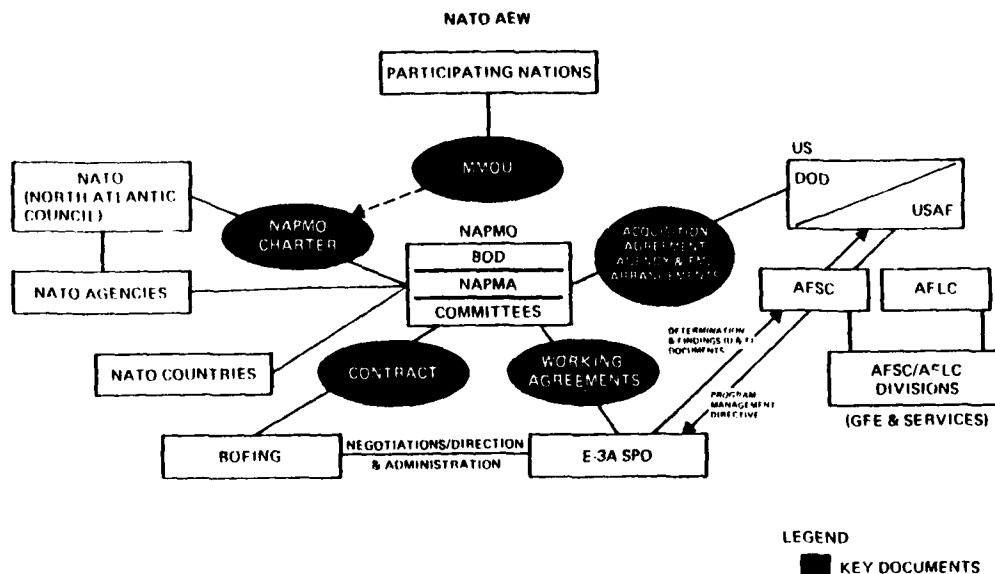 NATO AEW
PARTICIPATING NATIONS
MMOU
US
DOD
USAF
NATO
(NORTH ATLANTIC
COUNCIL)
NAPMO
CHARTER
NAPMO
BOD
NAPMA
COMMITTEES
ACQUISITION
AGREEMENT
AGENCY &
ARRANGEMENTS
NATO AGENCIES
AFSC
AFLC
DETERMINATION
& FINDINGS (D & F)
DOCUMENTS
NATO COUNTRIES
CONTRACT
WORKING
AGREEMENTS
AFSC/AFLC
DIVISIONS
(GFE & SERVICES)
PROGRAM
MANAGEMENT
DIRECTIVE
BOEING
NEGOTIATIONS/DIRECTION
& ADMINISTRATION
E-3A SPO
LEGEND
KEY DOCUMENTS